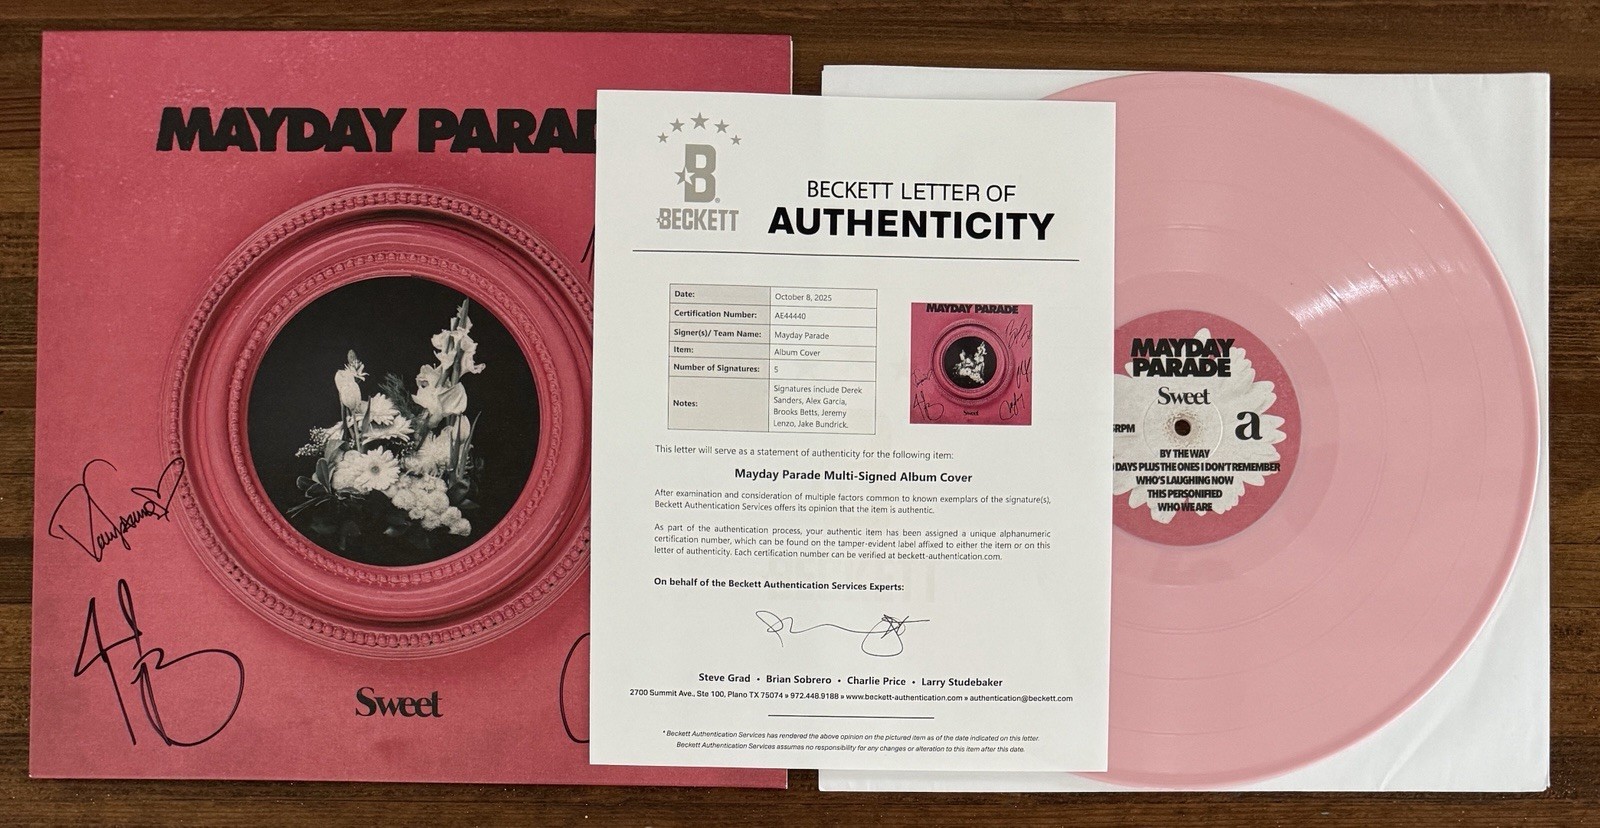 MAYDAY PARAD
Sweet
BECKETT
BECKETT LETTER OF
AUTHENTICITY
Date: October 8, 2025
Certification Number: AE44440
Signer(s)/ Team Name: Mayday Parade
Item: Album Cover
Number of Signatures: 5
Notes: Signatures include Derek
Sanders, Alex Garcia,
Brooks Betts, Jeremy
Lenzo, Jake Bundrick.
MAYDAY PARADE
Sweet
This letter will serve as a statement of authenticity for the following item:
Mayday Parade Multi-Signed Album Cover
After examination and consideration of multiple factors common to known exemplars of the signature(s),
Beckett Authentication Services offers its opinion that the item is authentic.
As part of the authentication process, your authentic item has been assigned a unique alphanumeric
certification number, which can be found on the tamper-evident label affixed to either the item or on this
letter of authenticity. Each certification number can be verified at beckett-authentication.com.
On behalf of the Beckett Authentication Services Experts:
Steve Grad • Brian Sobrero • Charlie Price • Larry Studebaker
2700 Summit Ave., Ste 100, Plano TX 75074 » 972.448.9188 » www.beckett-authentication.com » authentication@beckett.com
* Beckett Authentication Services has rendered the above opinion on the pictured item as of the date indicated on this letter.
Beckett Authentication Services assumes no responsibility for any changes or alteration to this item after this date.
MAYDAY
PARADE
Sweet
RPM
a
BY THE WAY
DAYS PLUS THE ONES I DON'T REMEMBER
WHO'S LAUGHING NOW
THIS PERSONIFIED
WHO WE ARE